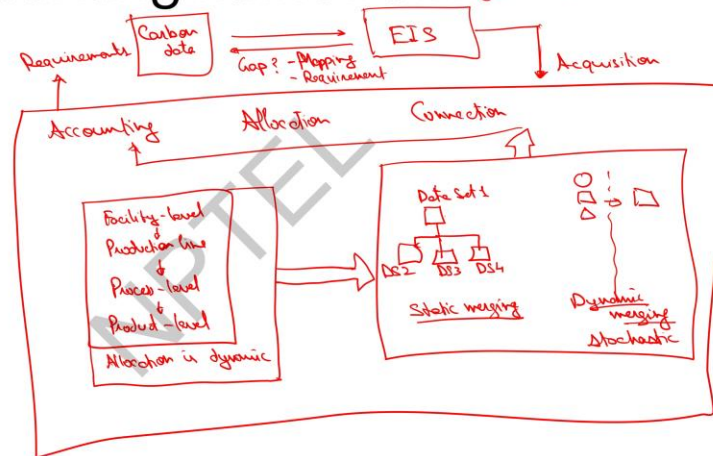 Carbon
data
EIS
Requirements
Gap? - Mapping
- Requirement
Acquisition
Accounting
Allocation
Connection
Facility-level
Production line
Process-level
Product-level
Allocation is dynamic
Data Set 1
DS2
DS3
DS4
Static merging
Dynamic
merging
Stochastic
NPTEL